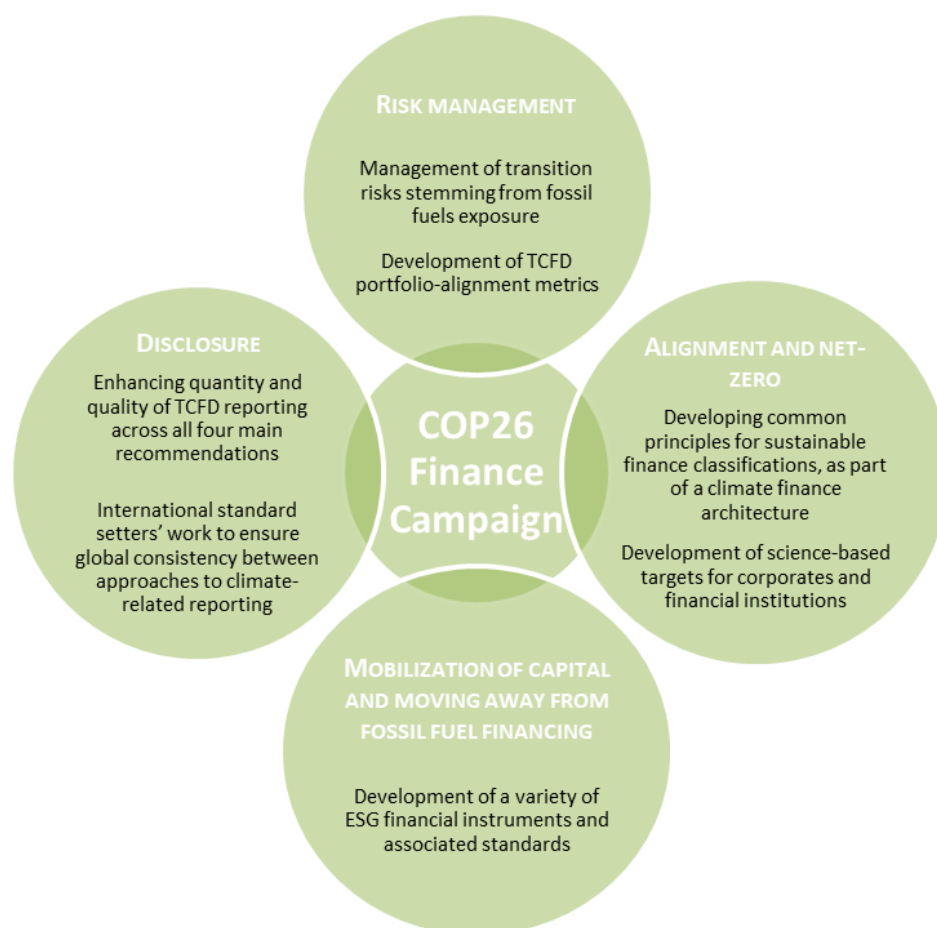 RISK MANAGEMENT
Management of transition
risks stemming from fossil
fuels exposure
Development of TCFD
portfolio-alignment metrics
DISCLOSURE
Enhancing quantity and
quality of TCFD reporting
across all four main
recommendations
International standard
setters’ work to ensure
global consistency between
approaches to climate-
related reporting
COP26
Finance
Campaign
ALIGNMENT AND NET-
ZERO
Developing common
principles for sustainable
finance classifications, as part
of a climate finance
architecture
Development of science-based
targets for corporates and
financial institutions
MOBILIZATION OF CAPITAL
AND MOVING AWAY FROM
FOSSIL FUEL FINANCING
Development of a variety of
ESG financial instruments and
associated standards